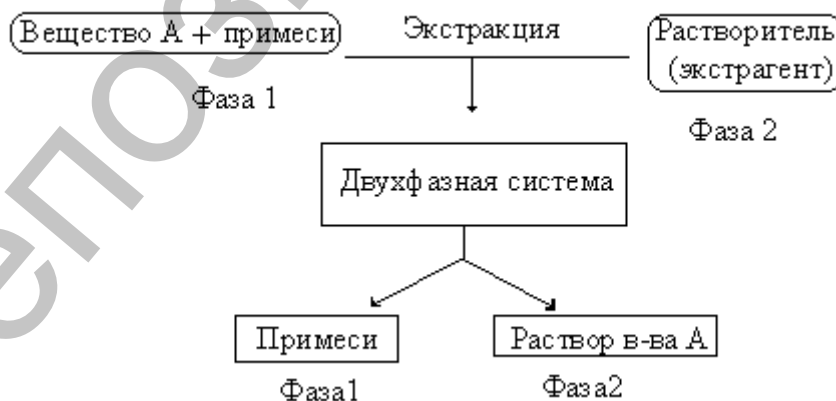 Вещество А + примеси
Экстракция
Растворитель
(экстрагент)
Фаза 1
Фаза 2
Двухфазная система
Примеси
Раствор в-ва А
Фаза1
Фаза2